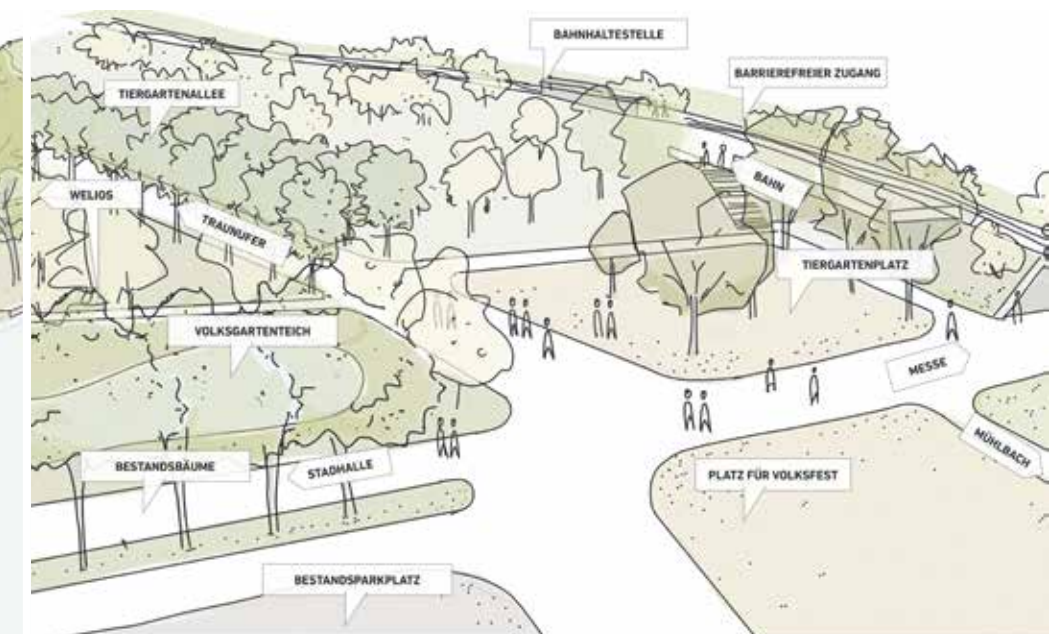 BAHNHALTESTELLE
BARRIEREFREIER ZUGANG
TIERGARTENALLEE
BAHN
WELIOS
TRAUNUFER
TIERGARTENPLATZ
VOLKSGARTENTEICH
MESSE
MÜHLBACH
BESTANDSBÄUME
STADHALLE
PLATZ FÜR VOLKSFEST
BESTANDSPARKPLATZ